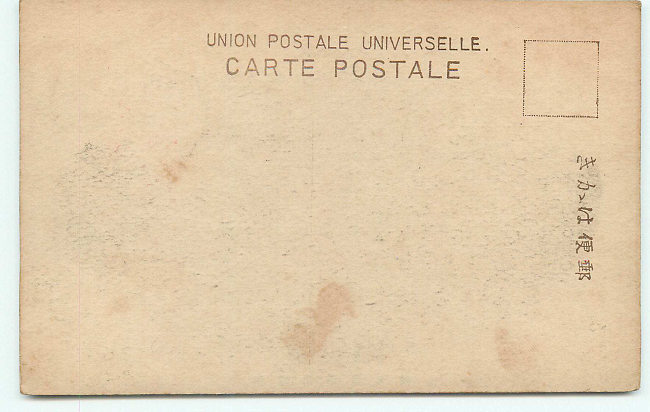 UNION POSTALE UNIVERSELLE.
CARTE POSTALE
郵便はかき